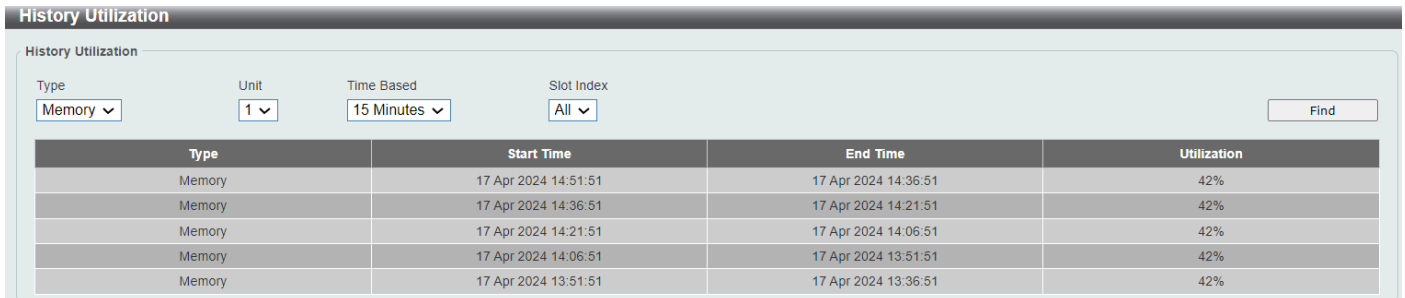 History Utilization
History Utilization
Type Unit Time Based Slot Index
Memory 1 15 Minutes All Find
Type Start Time End Time Utilization
Memory 17 Apr 2024 14:51:51 17 Apr 2024 14:36:51 42%
Memory 17 Apr 2024 14:36:51 17 Apr 2024 14:21:51 42%
Memory 17 Apr 2024 14:21:51 17 Apr 2024 14:06:51 42%
Memory 17 Apr 2024 14:06:51 17 Apr 2024 13:51:51 42%
Memory 17 Apr 2024 13:51:51 17 Apr 2024 13:36:51 42%